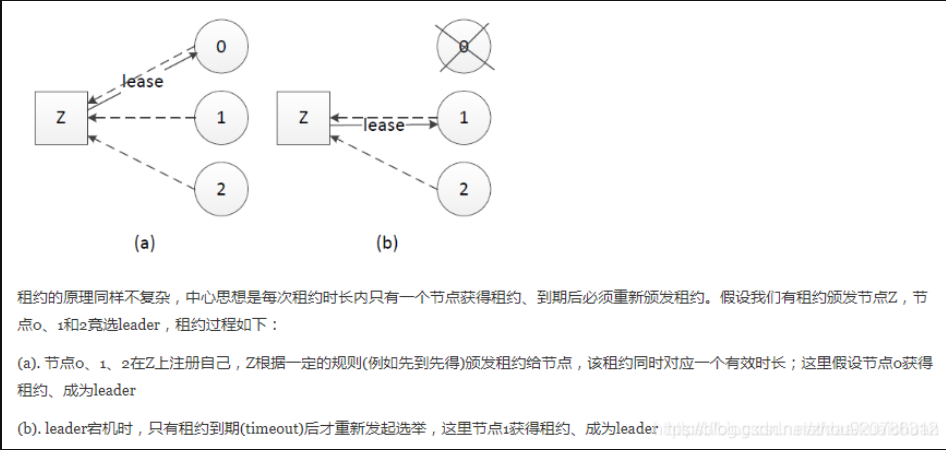 0
lease
Z
1
2
(a)
0
Z
lease
1
2
(b)
租约的原理同样不复杂，中心思想是每次租约时长内只有一个节点获得租约、到期后必须重新颁发租约。假设我们有租约颁发节点Z，节
点0、1和2竞选leader，租约过程如下：
(a). 节点0、1、2在Z上注册自己，Z根据一定的规则(例如先到先得)颁发租约给节点，该租约同时对应一个有效时长；这里假设节点0获得
租约、成为leader
(b). leader宕机时，只有租约到期(timeout)后才重新发起选举，这里节点1获得租约、成为leader